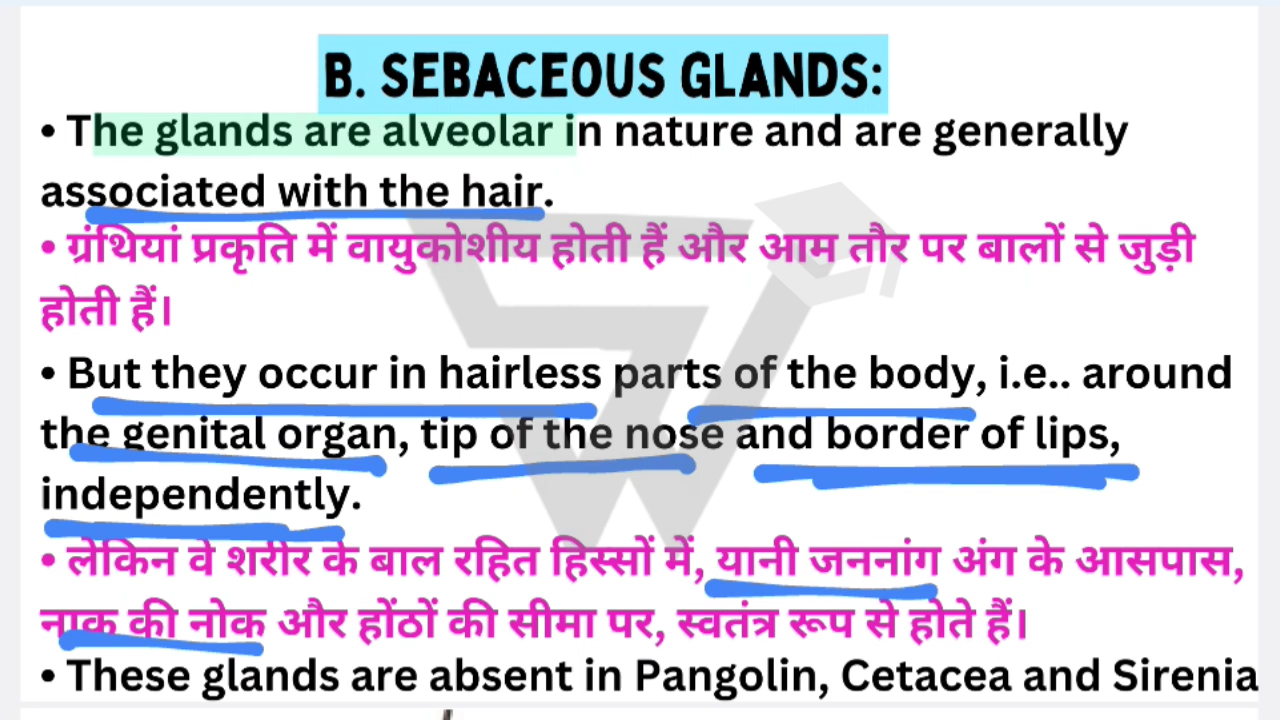 B. SEBACEOUS GLANDS:
• The glands are alveolar in nature and are generally
associated with the hair.
• ग्रंथियां प्रकृति में वायुकोशीय होती हैं और आम तौर पर बालों से जुड़ी
होती हैं।
• But they occur in hairless parts of the body, i.e.. around
the genital organ, tip of the nose and border of lips,
independently.
• लेकिन वे शरीर के बाल रहित हिस्सों में, यानी जननांग अंग के आसपास,
नाक की नोक और होंठों की सीमा पर, स्वतंत्र रूप से होते हैं।
• These glands are absent in Pangolin, Cetacea and Sirenia